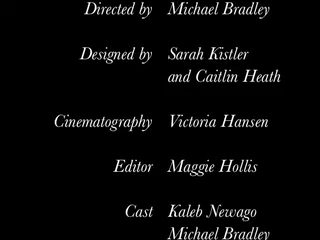 Directed by Michael Bradley
Designed by Sarah Kistler
and Caitlin Heath
Cinematography Victoria Hansen
Editor Maggie Hollis
Cast Kaleb Newago
Michael Bradley